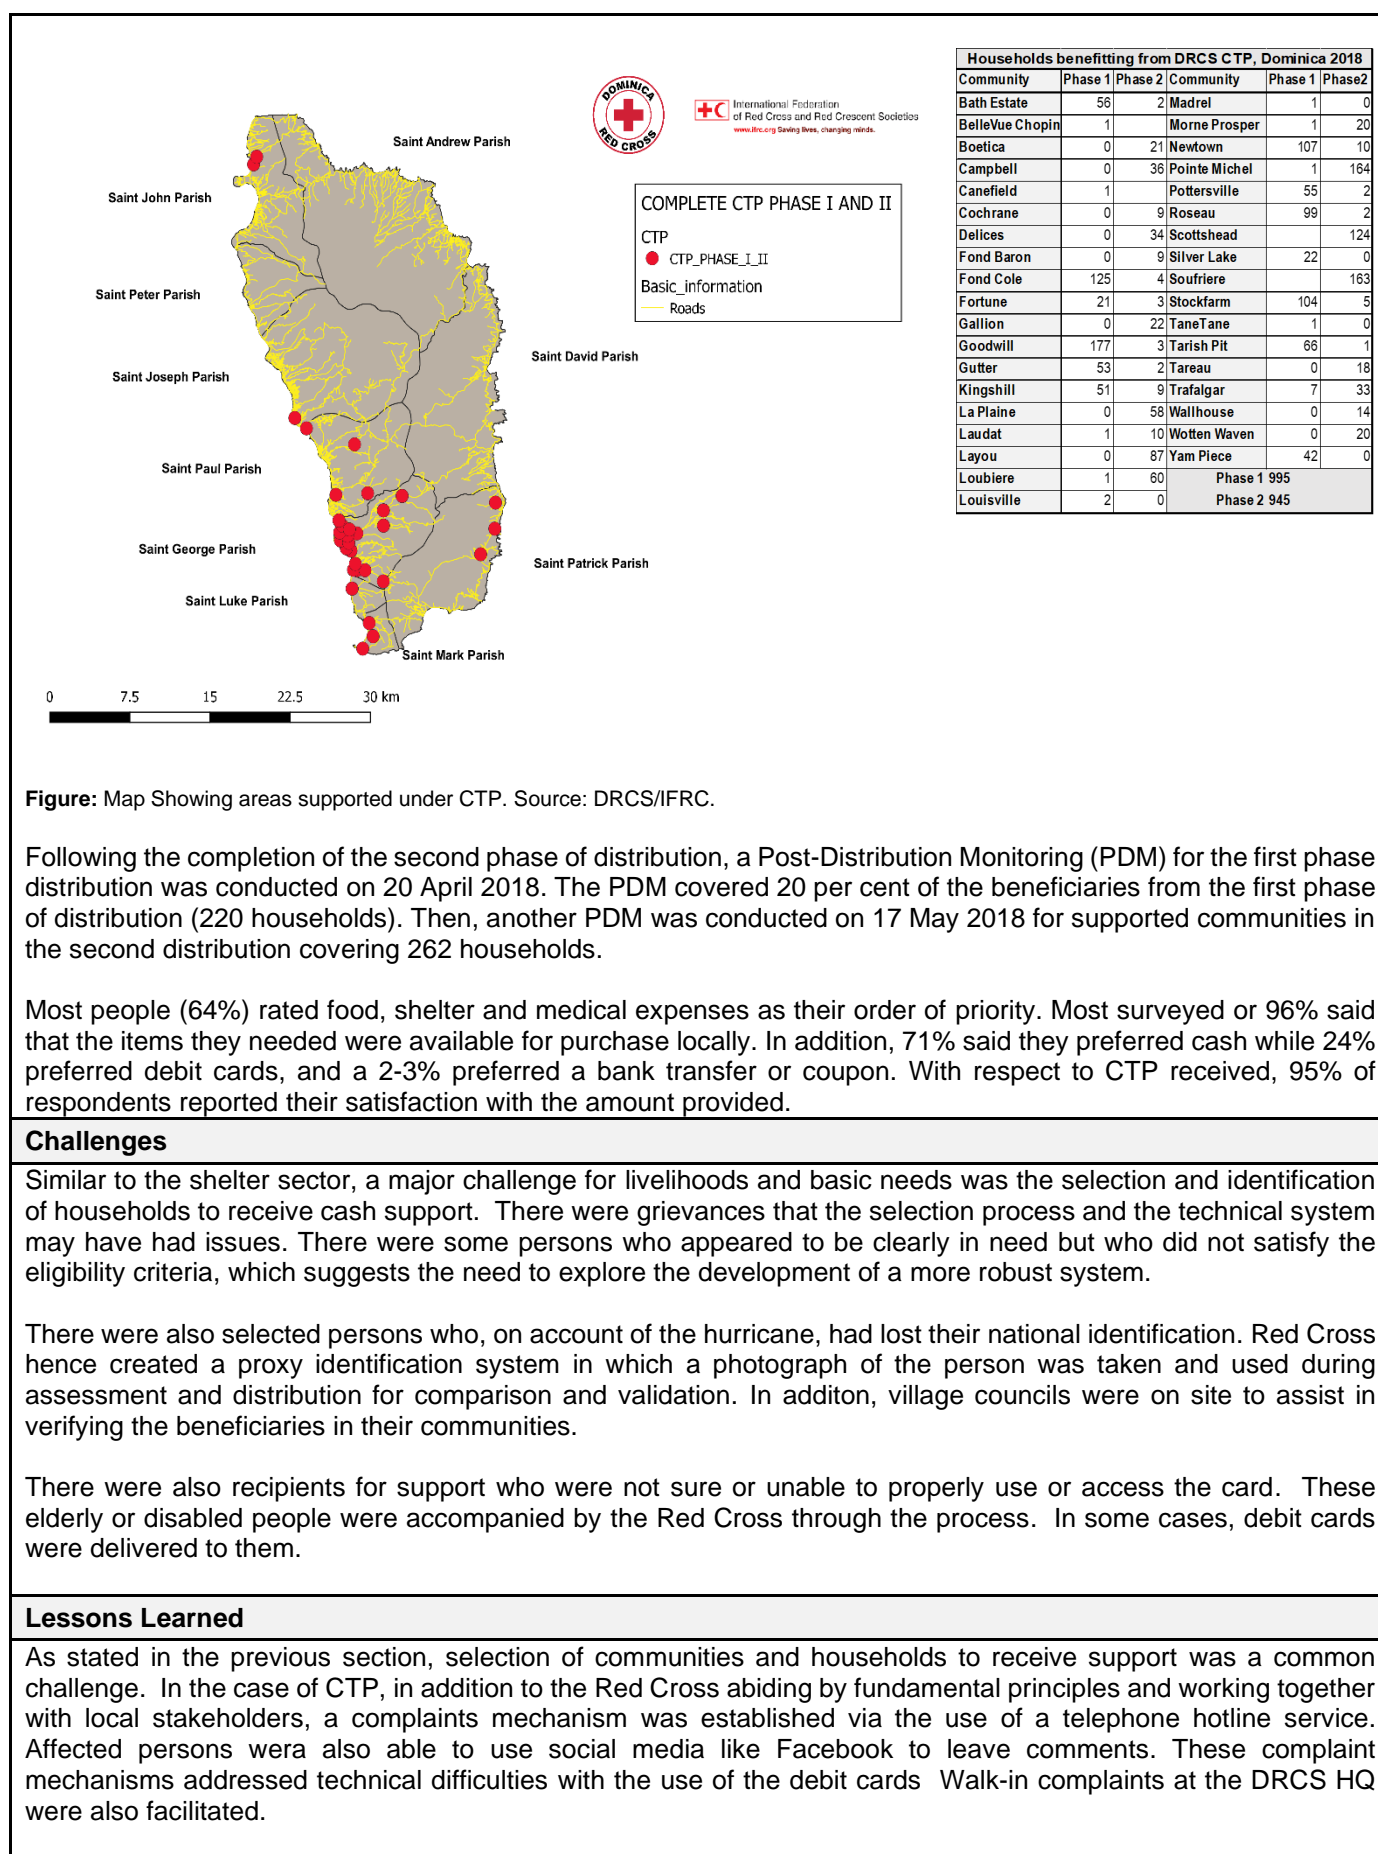 DOMINICA
RED CROSS
International Federation
of Red Cross and Red Crescent Societies
www.ifrc.org Saving lives, changing minds.
Saint Andrew Parish
Saint John Parish
Saint Peter Parish
Saint Joseph Parish
Saint David Parish
Saint Paul Parish
Saint George Parish
Saint Patrick Parish
Saint Luke Parish
Saint Mark Parish
COMPLETE CTP PHASE I AND II
CTP
CTP_PHASE_I_II
Basic_information
Roads
0 7.5 15 22.5 30 km
Households benefitting from DRCS CTP, Dominica 2018
Community Phase 1 Phase 2 Community Phase 1 Phase2
Bath Estate 56 2 Madrel 1 0
BelleVue Chopin 1 Morne Prosper 1 20
Boetica 0 21 Newtown 107 10
Campbell 0 36 Pointe Michel 1 164
Canefield 1 Pottersville 55 2
Cochrane 0 9 Roseau 99 2
Delices 0 34 Scottshead 124
Fond Baron 0 9 Silver Lake 22 0
Fond Cole 125 4 Soufriere 163
Fortune 21 3 Stockfarm 104 5
Gallion 0 22 TaneTane 1 0
Goodwill 177 3 Tarish Pit 66 1
Gutter 53 2 Tareau 0 18
Kingshill 51 9 Trafalgar 7 33
La Plaine 0 58 Wallhouse 0 14
Laudat 1 10 Wotten Waven 0 20
Layou 0 87 Yam Piece 42 0
Loubiere 1 60 Phase 1 995
Louisville 2 0 Phase 2 945
Figure: Map Showing areas supported under CTP. Source: DRCS/IFRC.
Following the completion of the second phase of distribution, a Post-Distribution Monitoring (PDM) for the first phase
distribution was conducted on 20 April 2018. The PDM covered 20 per cent of the beneficiaries from the first phase
of distribution (220 households). Then, another PDM was conducted on 17 May 2018 for supported communities in
the second distribution covering 262 households.
Most people (64%) rated food, shelter and medical expenses as their order of priority. Most surveyed or 96% said
that the items they needed were available for purchase locally. In addition, 71% said they preferred cash while 24%
preferred debit cards, and a 2-3% preferred a bank transfer or coupon. With respect to CTP received, 95% of
respondents reported their satisfaction with the amount provided.
Challenges
Similar to the shelter sector, a major challenge for livelihoods and basic needs was the selection and identification
of households to receive cash support. There were grievances that the selection process and the technical system
may have had issues. There were some persons who appeared to be clearly in need but who did not satisfy the
eligibility criteria, which suggests the need to explore the development of a more robust system.
There were also selected persons who, on account of the hurricane, had lost their national identification. Red Cross
hence created a proxy identification system in which a photograph of the person was taken and used during
assessment and distribution for comparison and validation. In additon, village councils were on site to assist in
verifying the beneficiaries in their communities.
There were also recipients for support who were not sure or unable to properly use or access the card. These
elderly or disabled people were accompanied by the Red Cross through the process. In some cases, debit cards
were delivered to them.
Lessons Learned
As stated in the previous section, selection of communities and households to receive support was a common
challenge. In the case of CTP, in addition to the Red Cross abiding by fundamental principles and working together
with local stakeholders, a complaints mechanism was established via the use of a telephone hotline service.
Affected persons wera also able to use social media like Facebook to leave comments. These complaint
mechanisms addressed technical difficulties with the use of the debit cards Walk-in complaints at the DRCS HQ
were also facilitated.